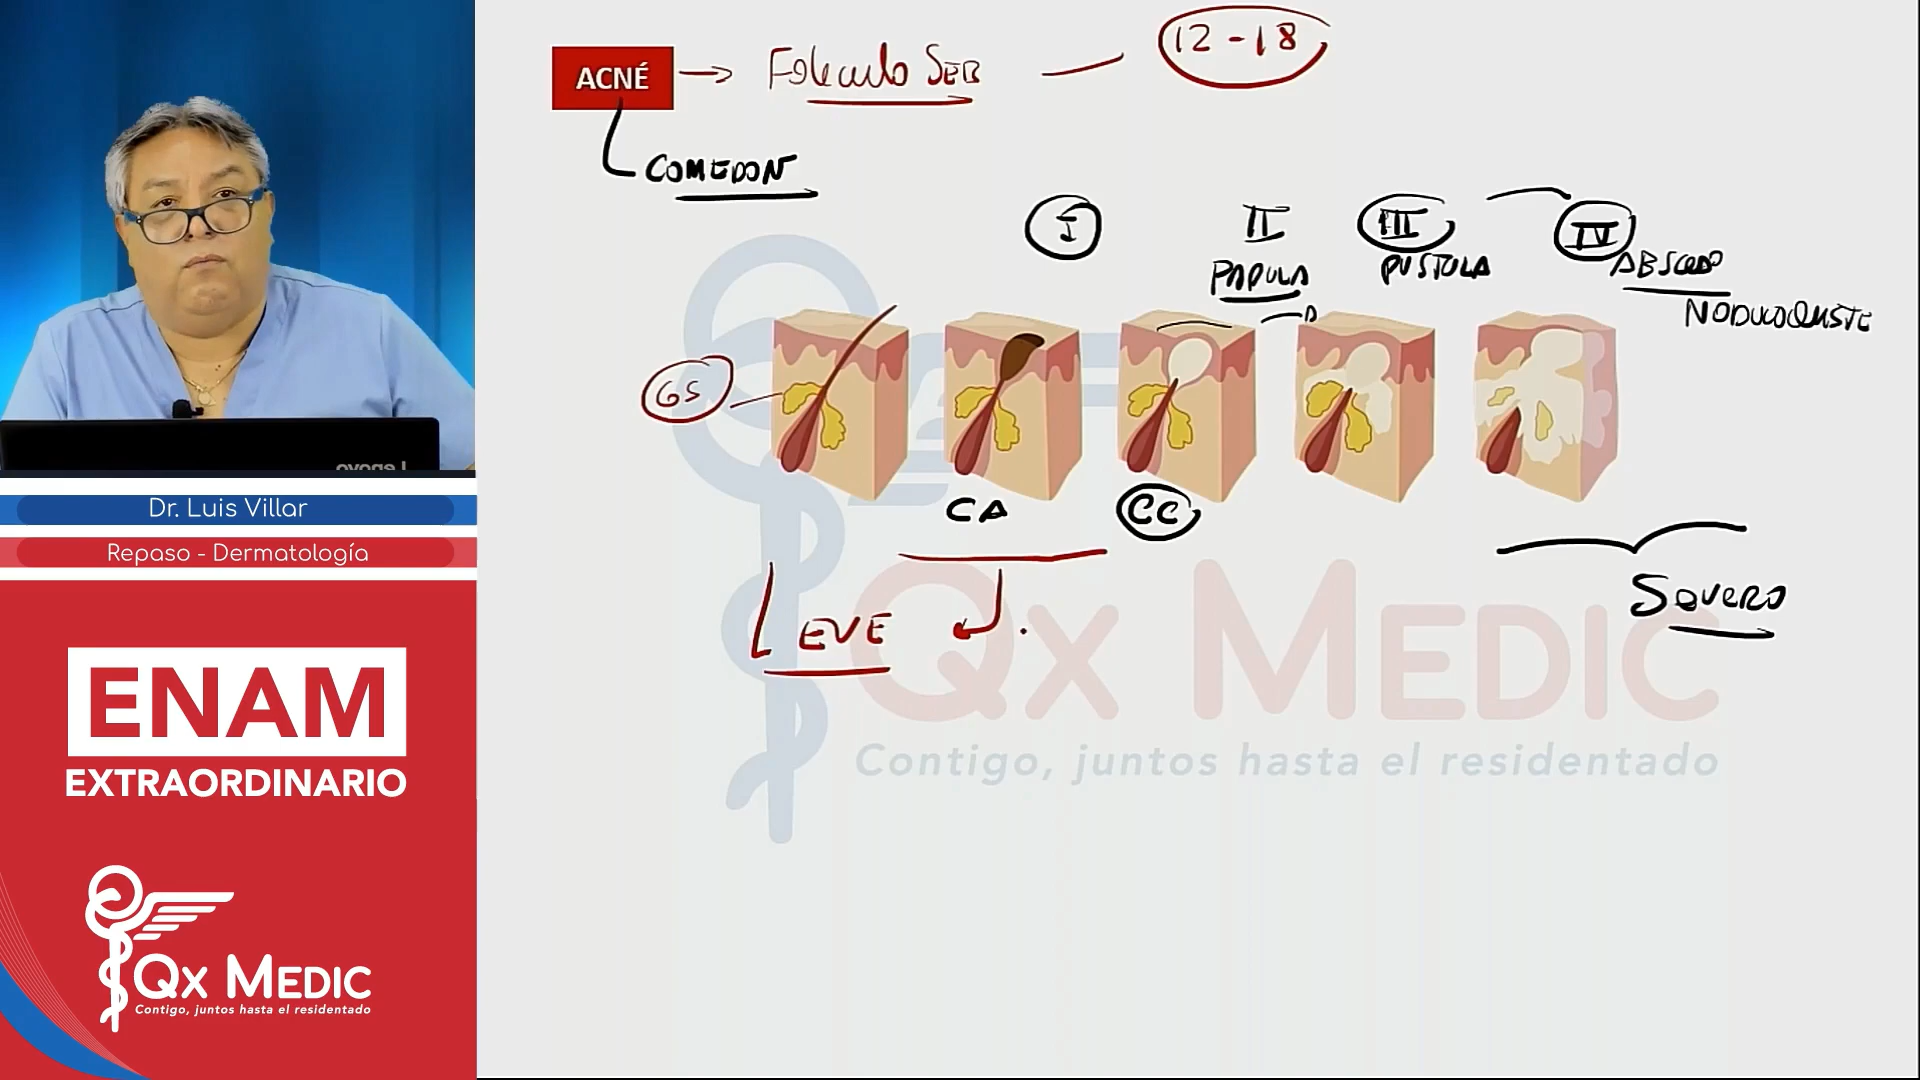 ACNÉ → Folículo SEB — 12-18
COMEDON
I II III IV
PAPULA PUSTULA ABSCESO
NODULOQUISTE
GS
CA CC
LEVE
SEVERO
Lenovo
Dr. Luis Villar
Repaso - Dermatología
ENAM
EXTRAORDINARIO
QX MEDIC
Contigo, juntos hasta el residentado
QX MEDIC
Contigo, juntos hasta el residentado